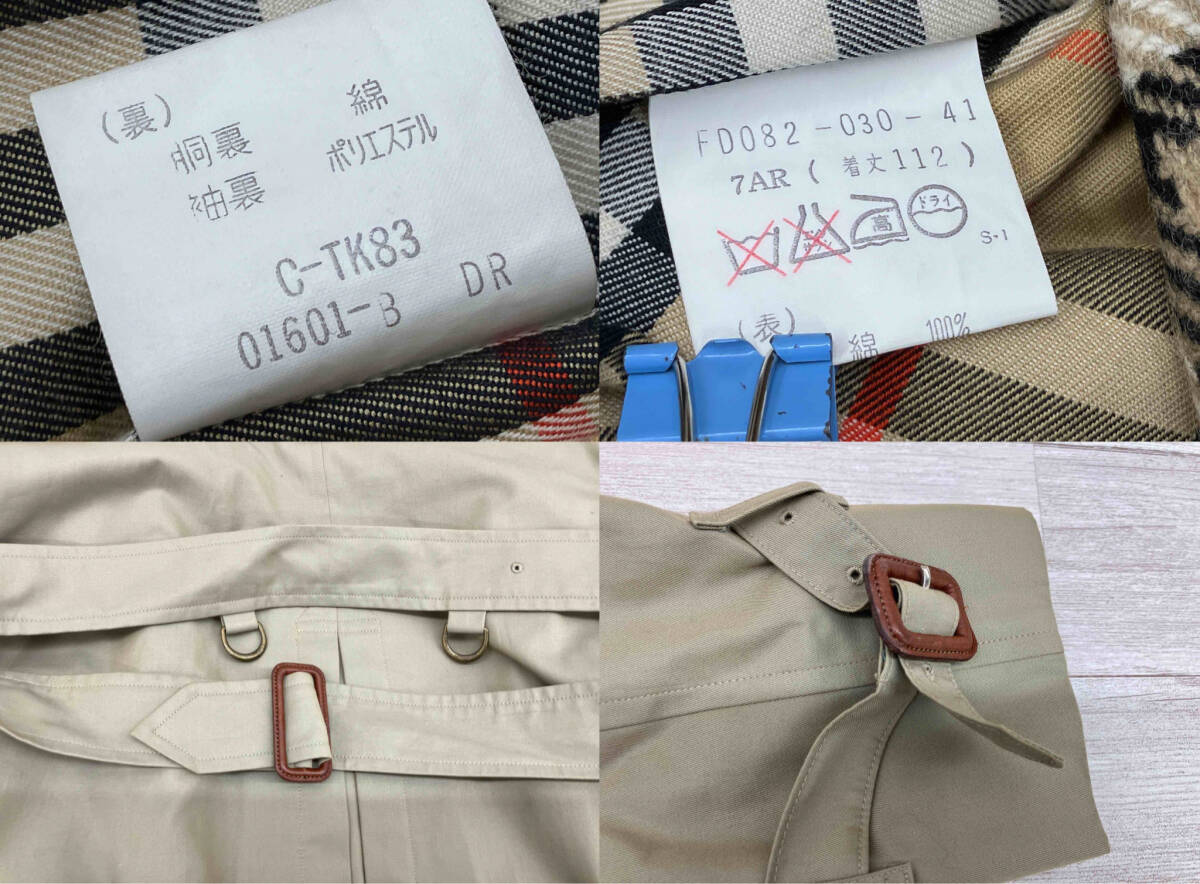 (裏) 綿
胴裏 ポリエステル
袖裏
C-TK83
01601-B DR
FD082-030-41
7AR (着丈112)
高 ドライ
S-1
(表) 綿 100%